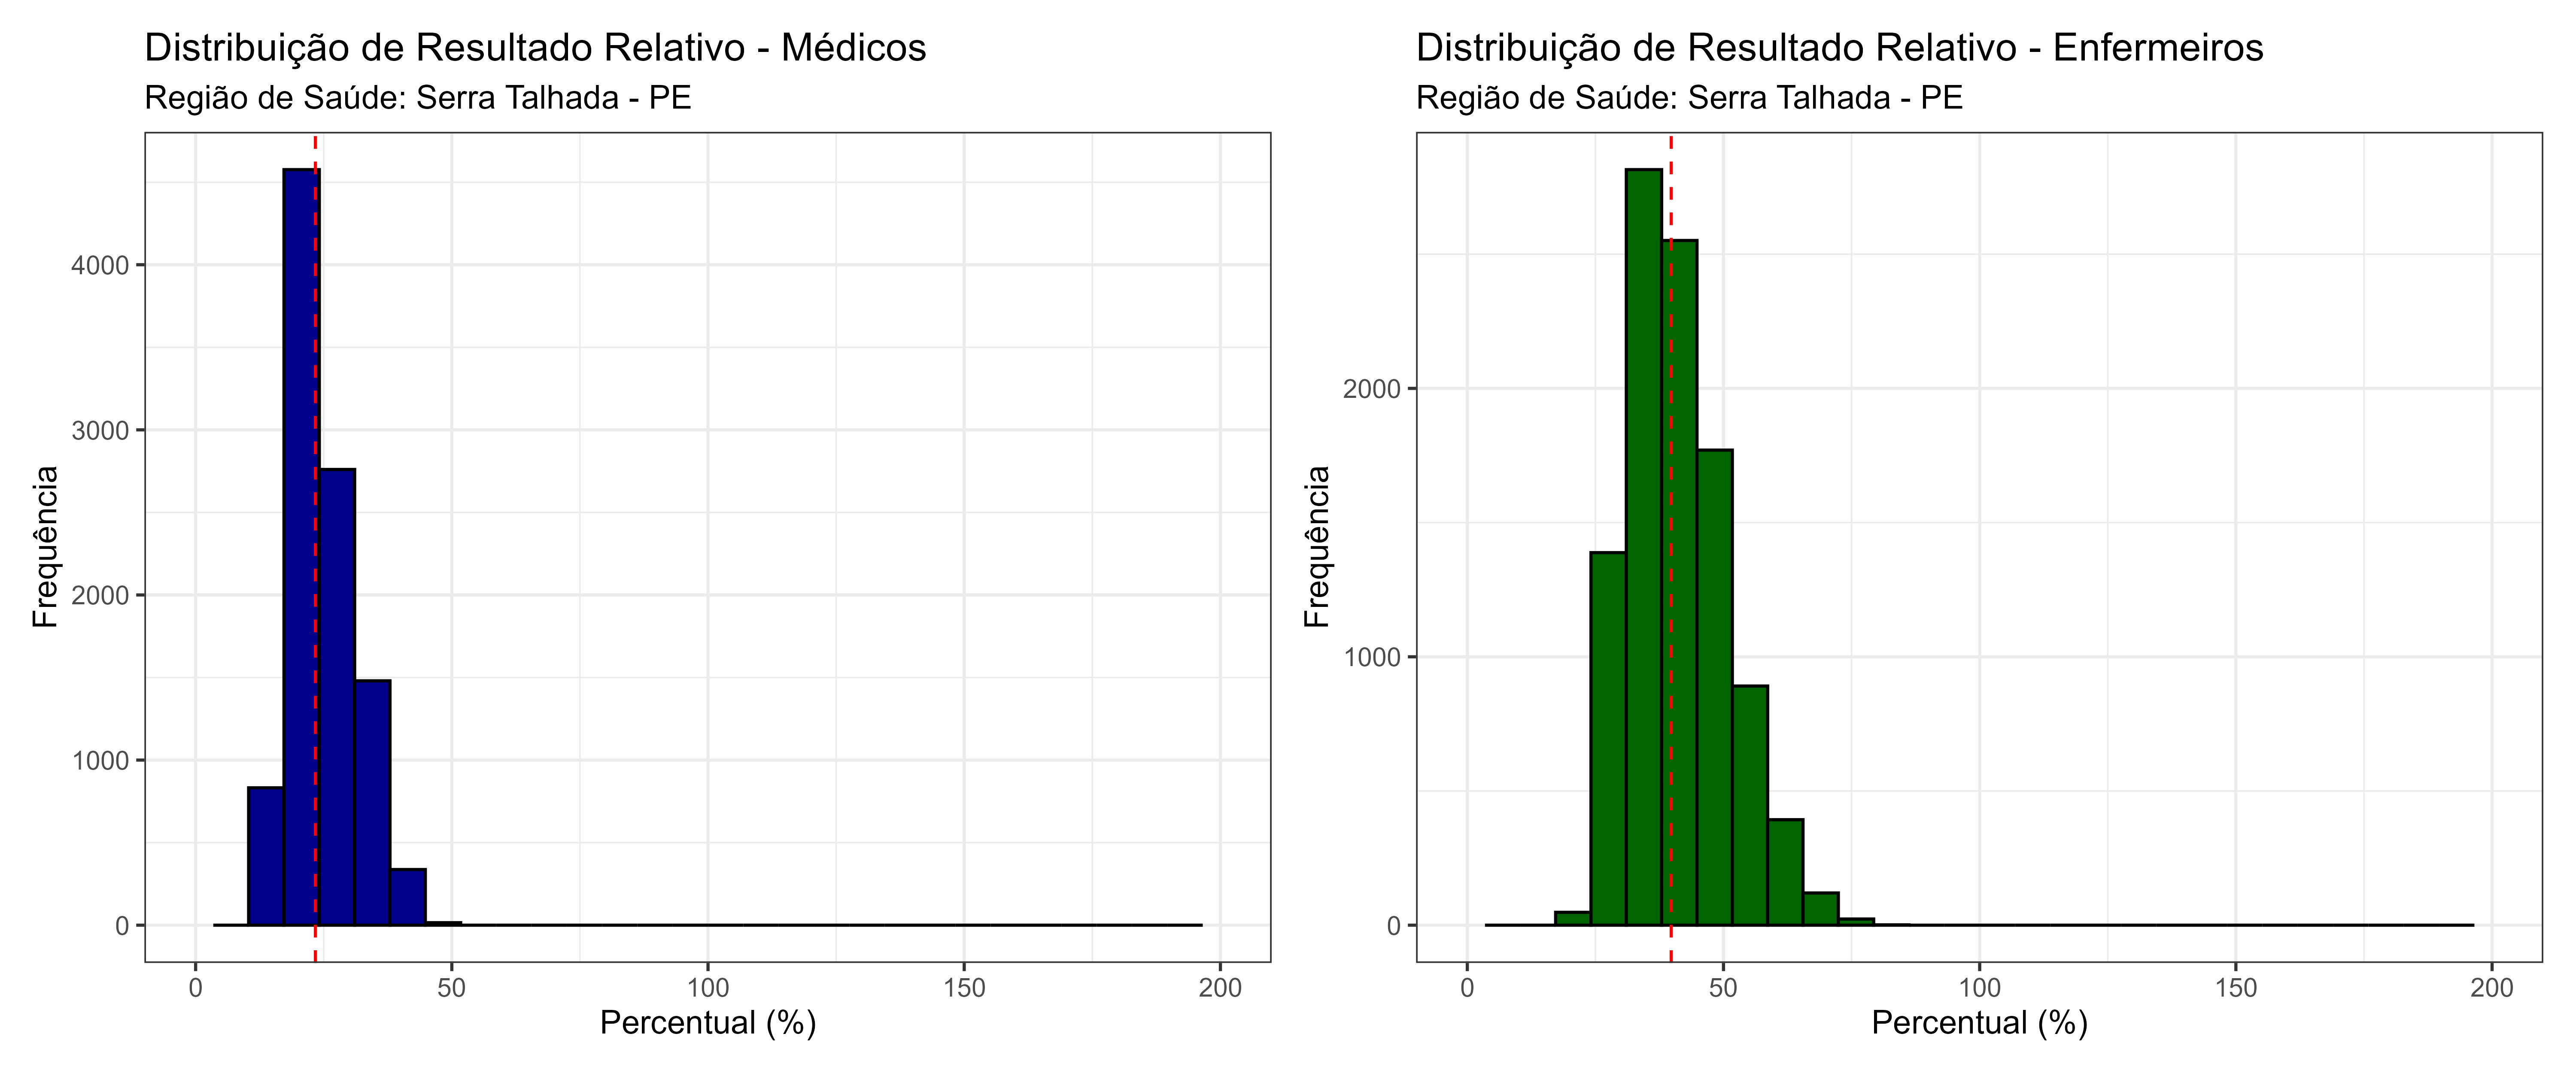 Distribuição de Resultado Relativo - Médicos
Região de Saúde: Serra Talhada - PE
4000
3000
2000
1000
0
Frequência
0 50 100 150 200
Percentual (%)
Distribuição de Resultado Relativo - Enfermeiros
Região de Saúde: Serra Talhada - PE
2000
1000
0
Frequência
0 50 100 150 200
Percentual (%)